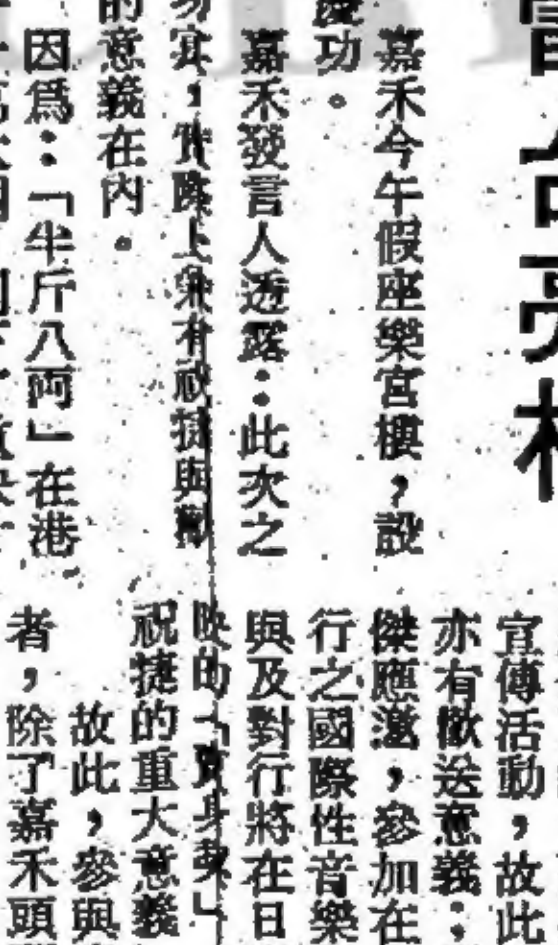 嘉禾今午假座樂宮樓，設
慶功。
嘉禾發言人透露：此次之
宴，實際上兼有祝捷與
的意義在內。
因爲：「半斤八両」在港
宣傳活動，故此
亦有歡送意義：
傑應邀，參加在
行之國際性音樂
與及對行將在日
映的「賣身契」
祝捷的重大意義
故此，參與
者，除了嘉禾頭